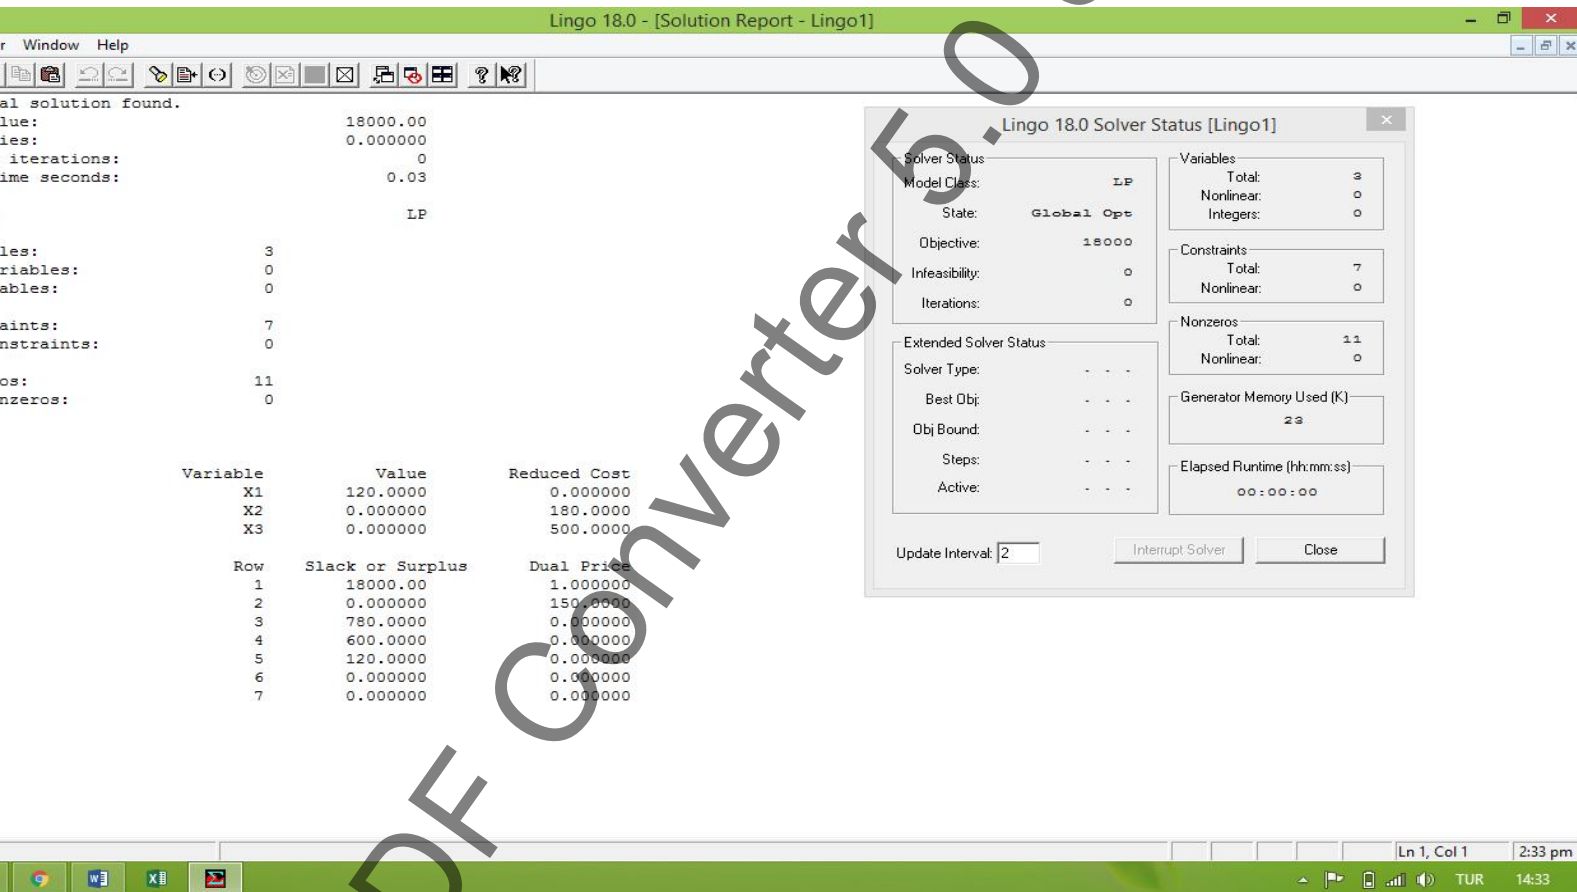 Lingo 18.0 - [Solution Report - Lingo1]
r Window Help
al solution found.
lue: 18000.00
ies: 0.000000
iterations: 0
ime seconds: 0.03
LP
les: 3
riables: 0
ables: 0
aints: 7
nstraints: 0
os: 11
nzeros: 0
Variable Value Reduced Cost
X1 120.0000 0.000000
X2 0.000000 180.0000
X3 0.000000 500.0000
Row Slack or Surplus Dual Price
1 18000.00 1.000000
2 0.000000 150.0000
3 780.0000 0.000000
4 600.0000 0.000000
5 120.0000 0.000000
6 0.000000 0.000000
7 0.000000 0.000000
Lingo 18.0 Solver Status [Lingo1]
Solver Status
Model Class: LP
State: Global Opt
Objective: 18000
Infeasibility: 0
Iterations: 0
Extended Solver Status
Solver Type: - - -
Best Obj: - - -
Obj Bound: - - -
Steps: - - -
Active: - - -
Variables
Total: 3
Nonlinear: 0
Integers: 0
Constraints
Total: 7
Nonlinear: 0
Nonzeros
Total: 11
Nonlinear: 0
Generator Memory Used (K)
23
Elapsed Runtime (hh:mm:ss)
00:00:00
Update Interval: 2
Interrupt Solver
Close
DF Converter 5.0
Ln 1, Col 1
2:33 pm
TUR
14:33